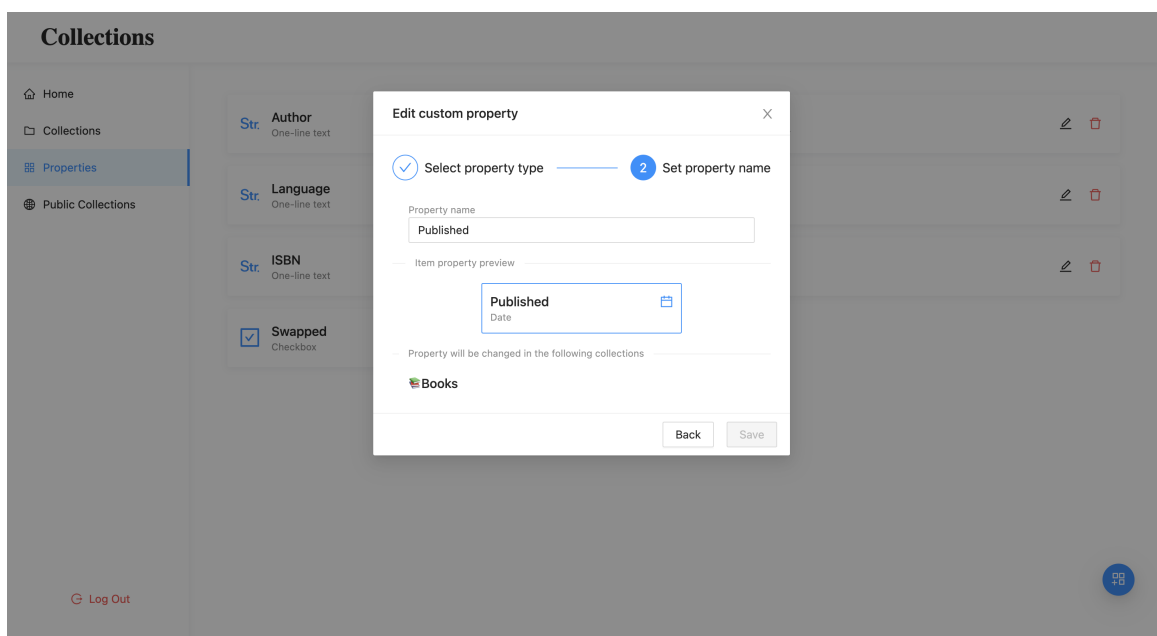 Collections
Home
Collections
Properties
Public Collections
Log Out
Str. Author
One-line text
Str. Language
One-line text
Str. ISBN
One-line text
Swapped
Checkbox
Edit custom property
Select property type
2 Set property name
Property name
Published
Item property preview
Published
Date
Property will be changed in the following collections
Books
Back Save